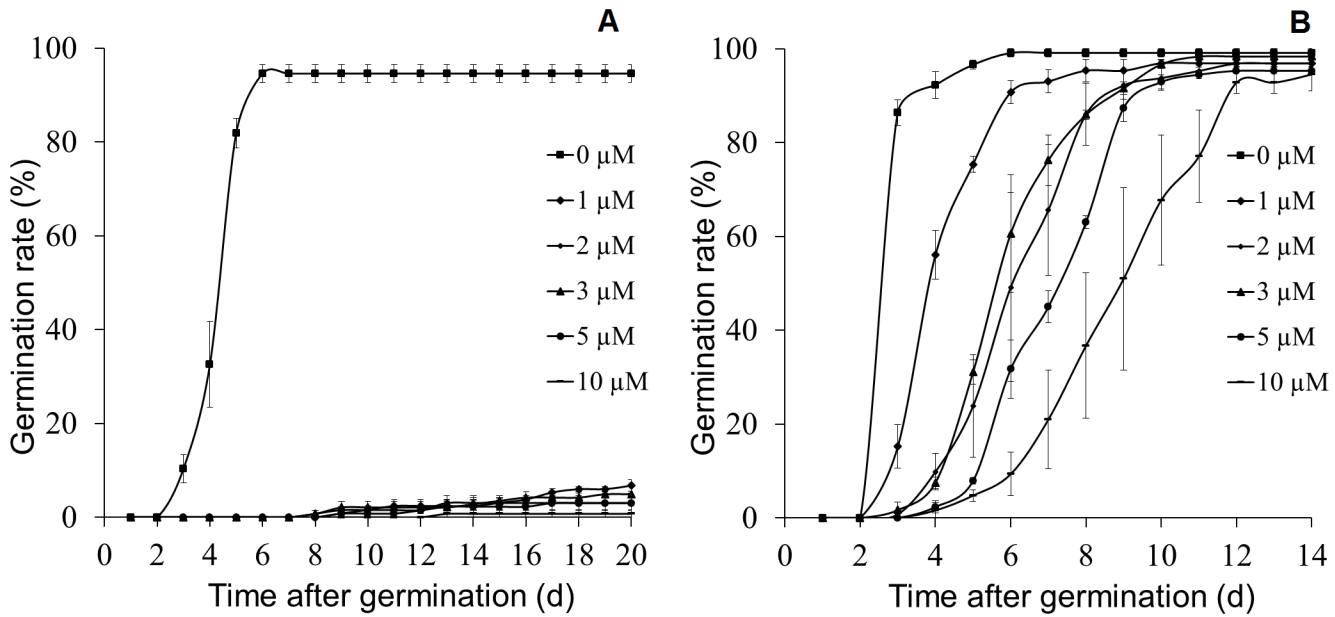 A
Germination rate (%)
100
80
60
40
20
0
0 2 4 6 8 10 12 14 16 18 20
Time after germination (d)
0 µM
1 µM
2 µM
3 µM
5 µM
10 µM
B
Germination rate (%)
100
80
60
40
20
0
0 2 4 6 8 10 12 14
Time after germination (d)
0 µM
1 µM
2 µM
3 µM
5 µM
10 µM